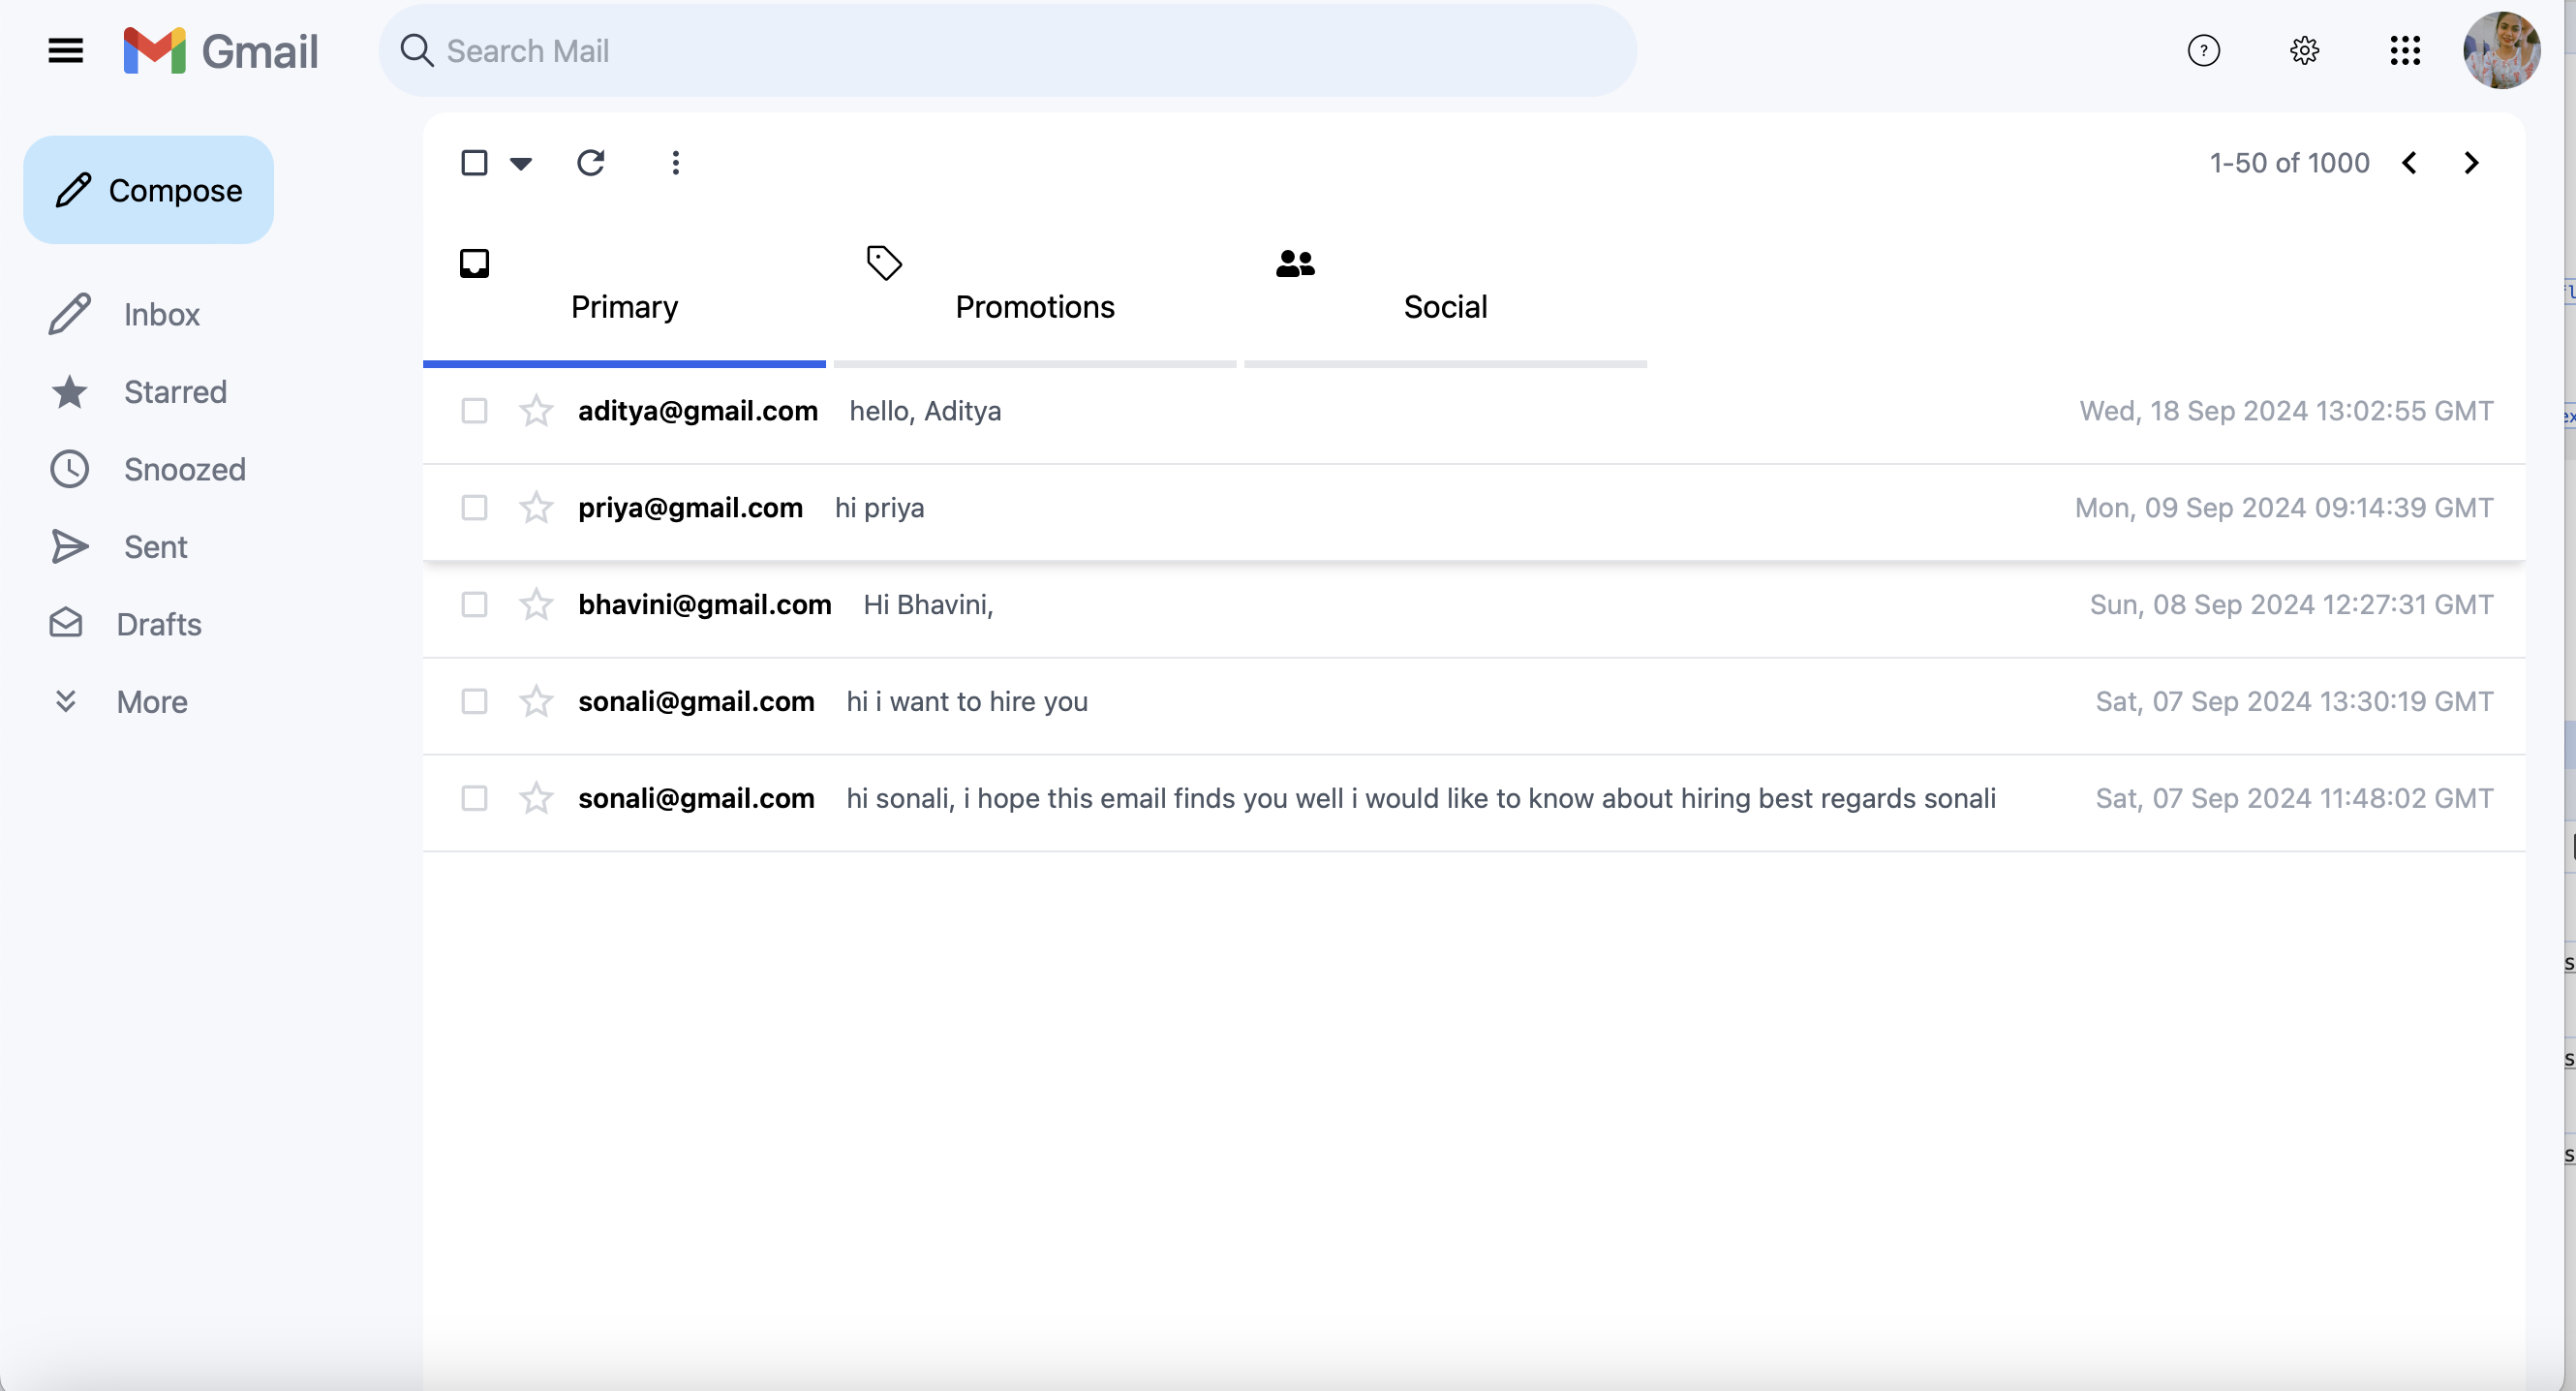 Gmail
Search Mail
?
Compose
1-50 of 1000
Inbox
Starred
Snoozed
Sent
Drafts
More
Primary Promotions Social
aditya@gmail.com hello, Aditya Wed, 18 Sep 2024 13:02:55 GMT
priya@gmail.com hi priya Mon, 09 Sep 2024 09:14:39 GMT
bhavini@gmail.com Hi Bhavini, Sun, 08 Sep 2024 12:27:31 GMT
sonali@gmail.com hi i want to hire you Sat, 07 Sep 2024 13:30:19 GMT
sonali@gmail.com hi sonali, i hope this email finds you well i would like to know about hiring best regards sonali Sat, 07 Sep 2024 11:48:02 GMT